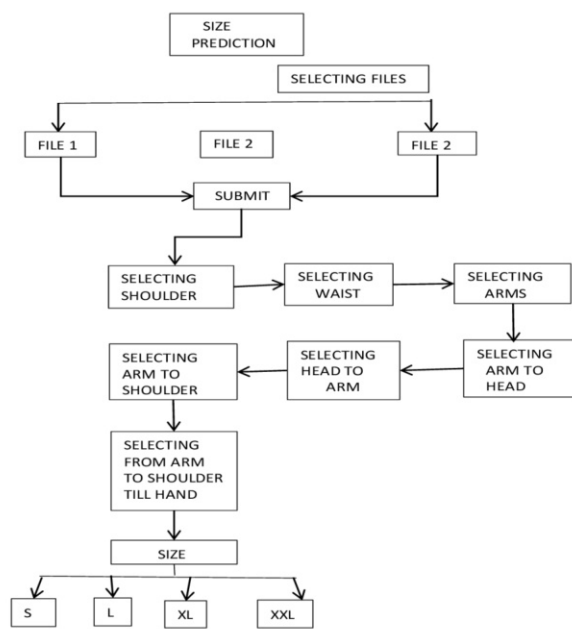 SIZE
PREDICTION
SELECTING FILES
FILE 1
FILE 2
FILE 2
SUBMIT
SELECTING
SHOULDER
SELECTING
WAIST
SELECTING
ARMS
SELECTING
ARM TO
SHOULDER
SELECTING
HEAD TO
ARM
SELECTING
ARM TO
HEAD
SELECTING
FROM ARM
TO SHOULDER
TILL HAND
SIZE
S
L
XL
XXL